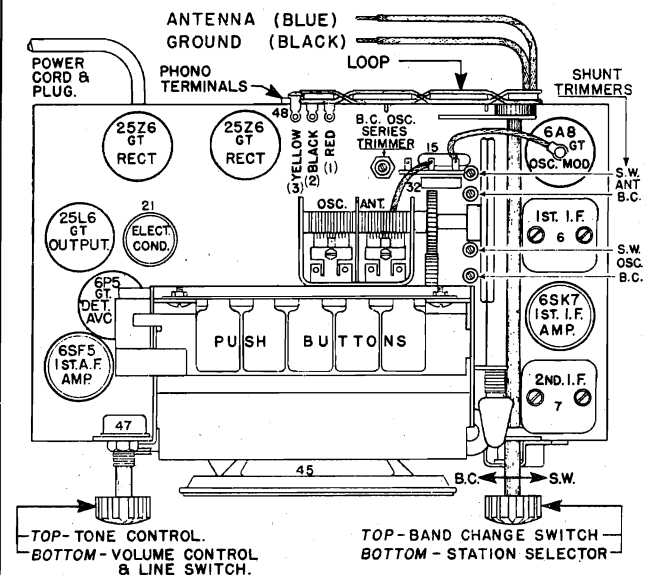 ANTENNA (BLUE)
GROUND (BLACK)
LOOP
POWER
CORD &
PLUG.
PHONO
TERMINALS
48
SHUNT
TRIMMERS
25Z6
GT
RECT
25Z6
GT
RECT
YELLOW
(3)
BLACK
(2)
RED
(1)
B.C. OSC.
SERIES
TRIMMER
15
32
6A8
GT
OSC. MOD
S.W.
ANT
B.C.
25L6
GT
OUTPUT.
21
ELECT.
COND.
OSC.
ANT.
1ST. I.F.
6
S.W.
OSC.
B.C.
6P5
GT.
DET.
AVC
PUSH BUTTONS
6SK7
1ST. I.F.
AMP.
6SF5
1ST. A.F.
AMP.
2ND. I.F.
7
47
45
B.C.
S.W.
TOP-TONE CONTROL.
BOTTOM-VOLUME CONTROL
& LINE SWITCH.
TOP-BAND CHANGE SWITCH
BOTTOM-STATION SELECTOR